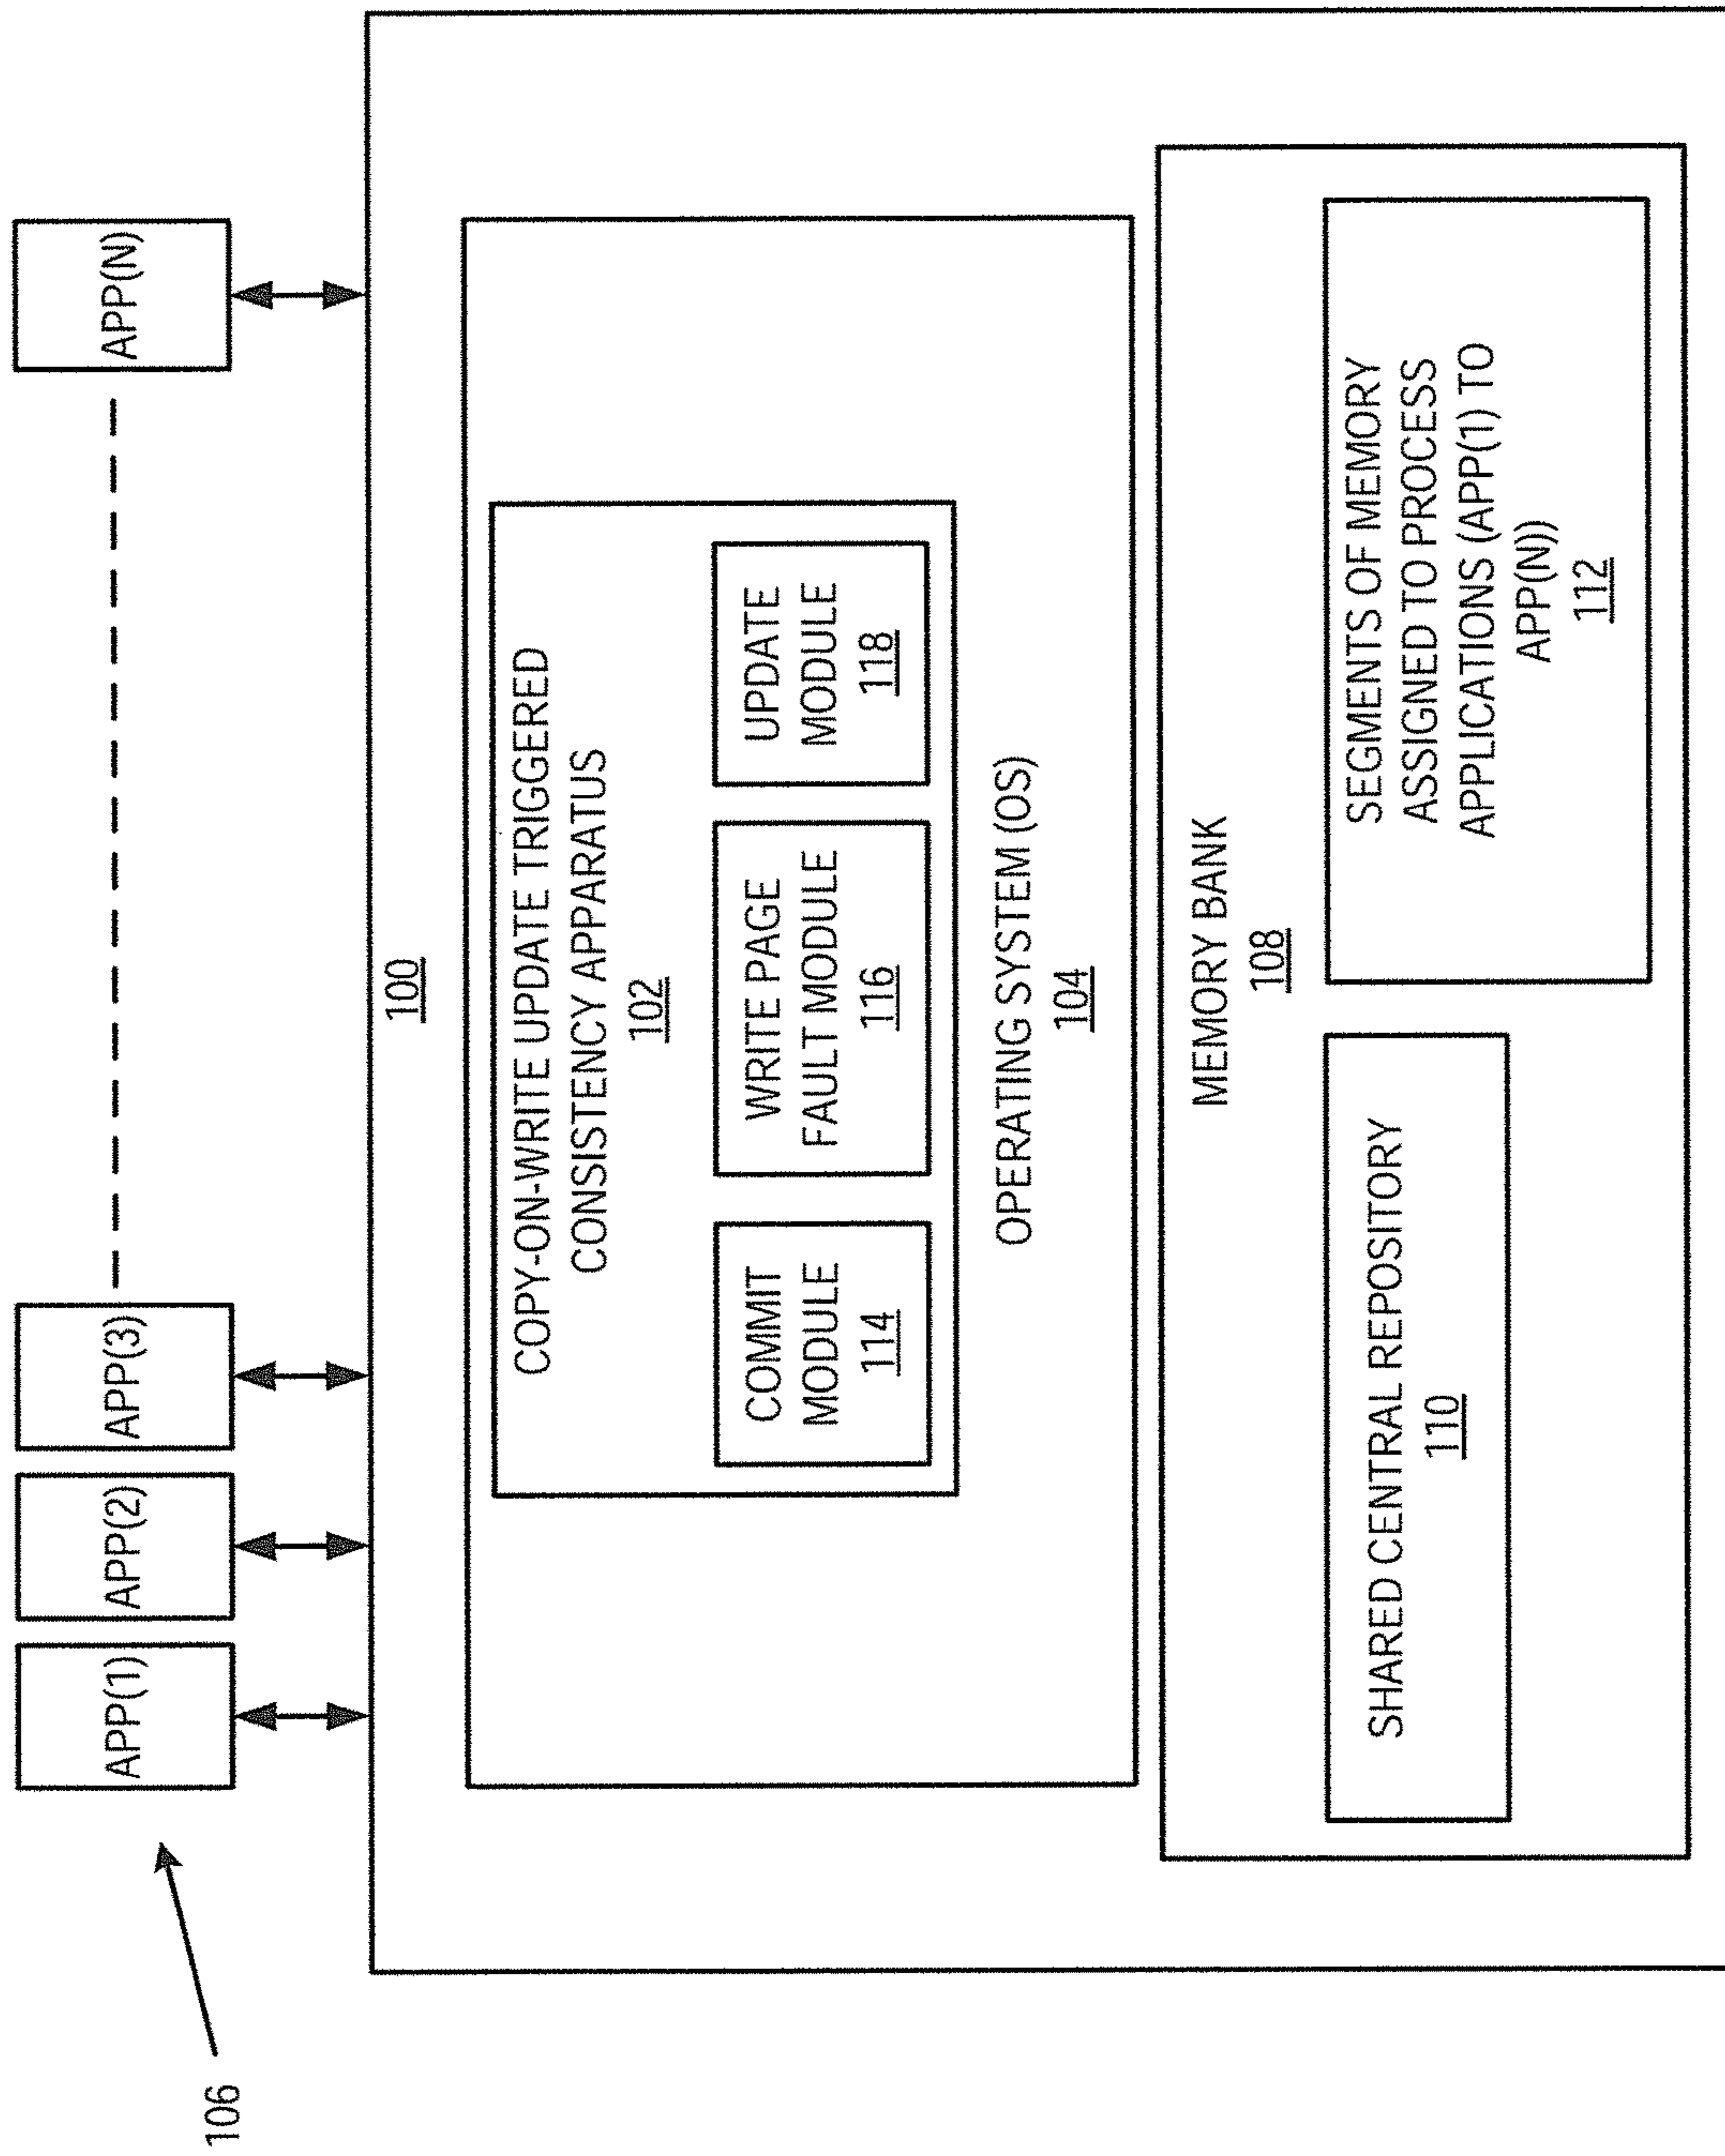 106
APP(1)
APP(2)
APP(3)
APP(N)
100
COPY-ON-WRITE UPDATE TRIGGERED
CONSISTENCY APPARATUS
102
COMMIT
MODULE
114
WRITE PAGE
FAULT MODULE
116
UPDATE
MODULE
118
OPERATING SYSTEM (OS)
104
MEMORY BANK
108
SHARED CENTRAL REPOSITORY
110
SEGMENTS OF MEMORY
ASSIGNED TO PROCESS
APPLICATIONS (APP(1) TO
APP(N))
112